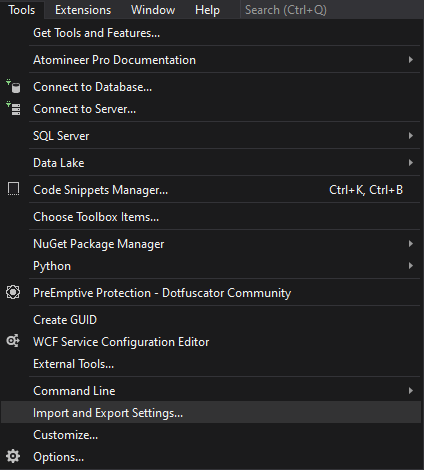 Tools Extensions Window Help Search (Ctrl+Q)
Get Tools and Features...
Atomineer Pro Documentation
Connect to Database...
Connect to Server...
SQL Server
Data Lake
Code Snippets Manager... Ctrl+K, Ctrl+B
Choose Toolbox Items...
NuGet Package Manager
Python
PreEmptive Protection - Dotfuscator Community
Create GUID
WCF Service Configuration Editor
External Tools...
Command Line
Import and Export Settings...
Customize...
Options...